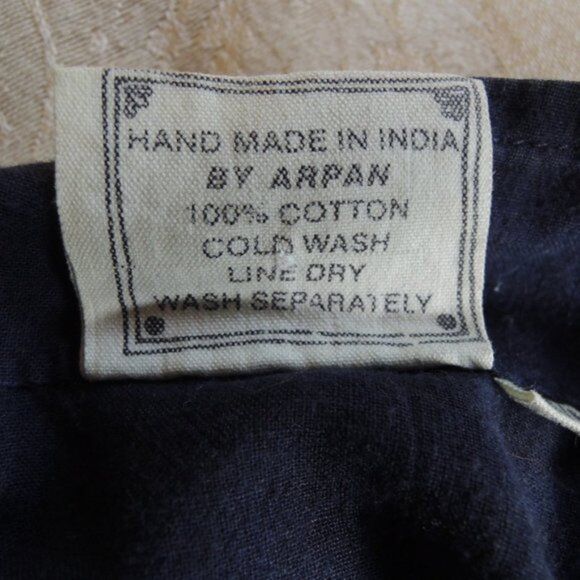 HAND MADE IN INDIA
BY ARPAN
100% COTTON
COLD WASH
LINE DRY
WASH SEPARATELY